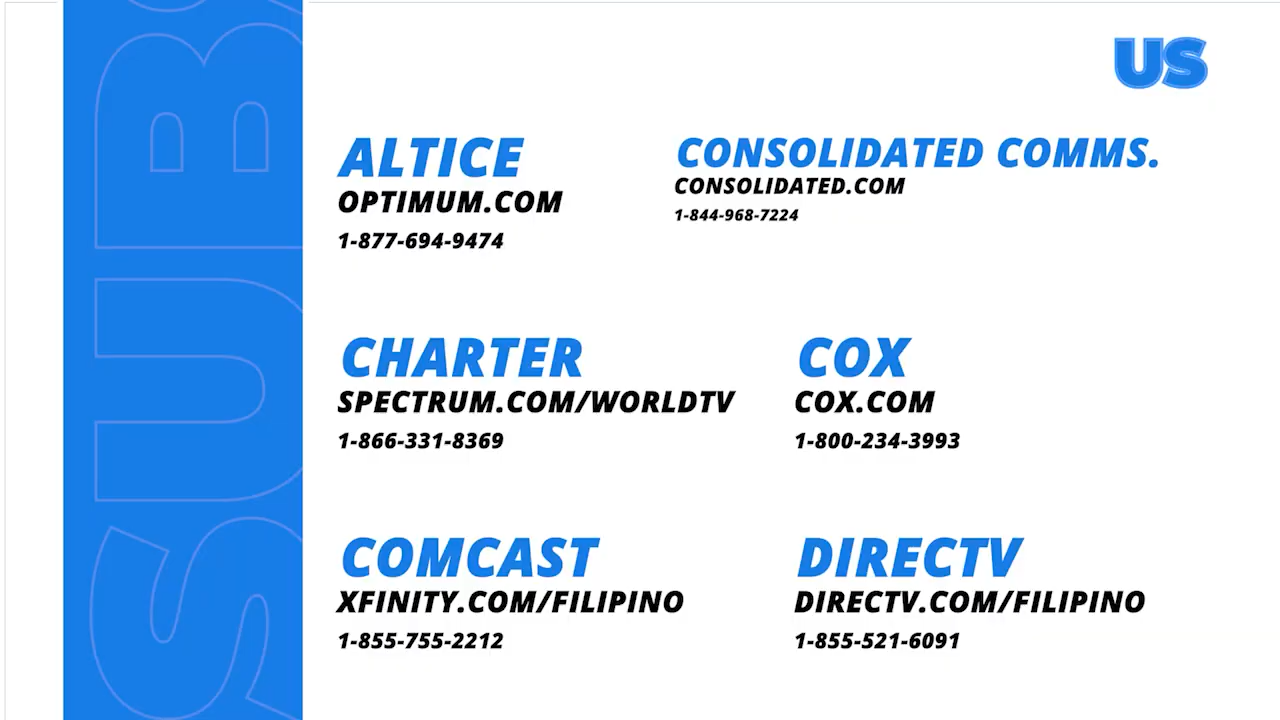 SUB
US
ALTICE
OPTIMUM.COM
1-877-694-9474
CONSOLIDATED COMMS.
CONSOLIDATED.COM
1-844-968-7224
CHARTER
SPECTRUM.COM/WORLDTV
1-866-331-8369
COX
COX.COM
1-800-234-3993
COMCAST
XFINITY.COM/FILIPINO
1-855-755-2212
DIRECTV
DIRECTV.COM/FILIPINO
1-855-521-6091